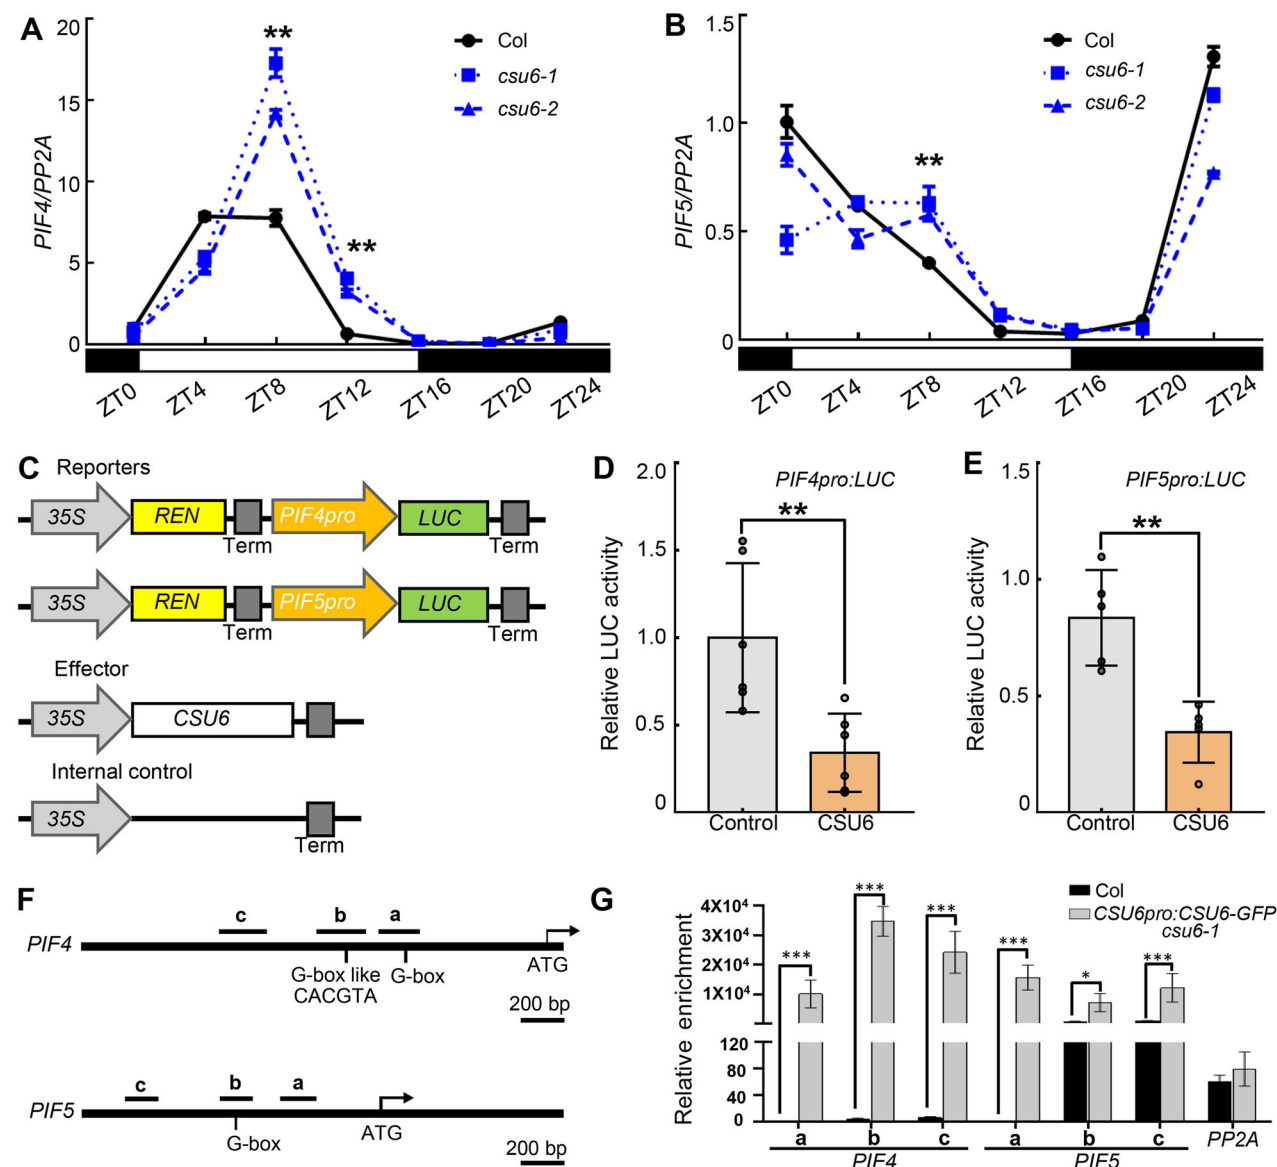 A
PIF4/PP2A
20
15
10
5
0
**
**
Col
csu6-1
csu6-2
ZT0 ZT4 ZT8 ZT12 ZT16 ZT20 ZT24
B
PIF5/PP2A
1.5
1.0
0.5
0
**
Col
csu6-1
csu6-2
ZT0 ZT4 ZT8 ZT12 ZT16 ZT20 ZT24
C
Reporters
35S REN PIF4pro LUC
Term Term
35S REN PIF5pro LUC
Term Term
Effector
35S CSU6
Internal control
35S
Term
D
PIF4pro:LUC
Relative LUC activity
2.0
1.5
1.0
0.5
0
**
Control CSU6
E
PIF5pro:LUC
Relative LUC activity
1.5
1.0
0.5
0
**
Control CSU6
F
c b a
PIF4
G-box like G-box ATG
CACGTA
200 bp
c b a
PIF5
G-box ATG
200 bp
G
Col
CSU6pro:CSU6-GFP
csu6-1
Relative enrichment
4X10⁴
3X10⁴
2X10⁴
1X10⁴
120
80
40
0
*** *** *** *** * ***
a b c a b c PP2A
PIF4 PIF5